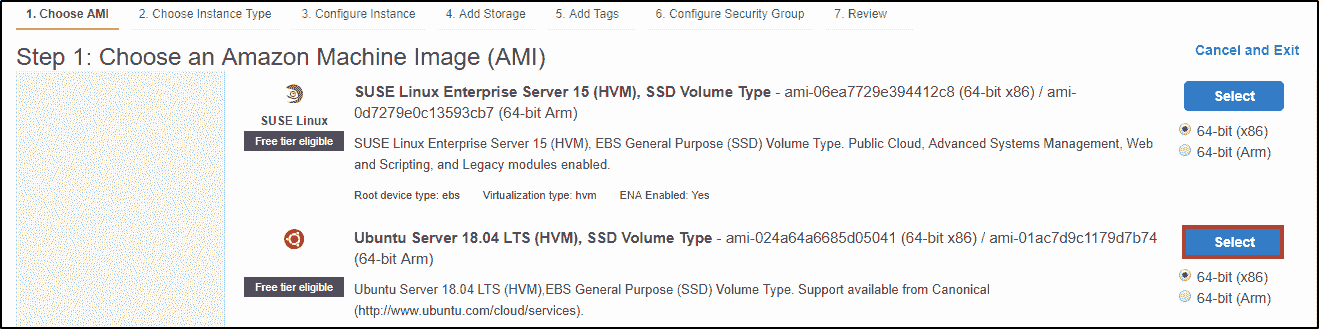 1. Choose AMI 2. Choose Instance Type 3. Configure Instance 4. Add Storage 5. Add Tags 6. Configure Security Group 7. Review
Step 1: Choose an Amazon Machine Image (AMI)
Cancel and Exit
SUSE Linux
Free tier eligible
SUSE Linux Enterprise Server 15 (HVM), SSD Volume Type - ami-06ea7729e394412c8 (64-bit x86) / ami-
0d7279e0c13593cb7 (64-bit Arm)
SUSE Linux Enterprise Server 15 (HVM), EBS General Purpose (SSD) Volume Type. Public Cloud, Advanced Systems Management, Web
and Scripting, and Legacy modules enabled.
Root device type: ebs Virtualization type: hvm ENA Enabled: Yes
Select
64-bit (x86)
64-bit (Arm)
Free tier eligible
Ubuntu Server 18.04 LTS (HVM), SSD Volume Type - ami-024a64a6685d05041 (64-bit x86) / ami-01ac7d9c1179d7b74
(64-bit Arm)
Ubuntu Server 18.04 LTS (HVM),EBS General Purpose (SSD) Volume Type. Support available from Canonical
(http://www.ubuntu.com/cloud/services).
Select
64-bit (x86)
64-bit (Arm)